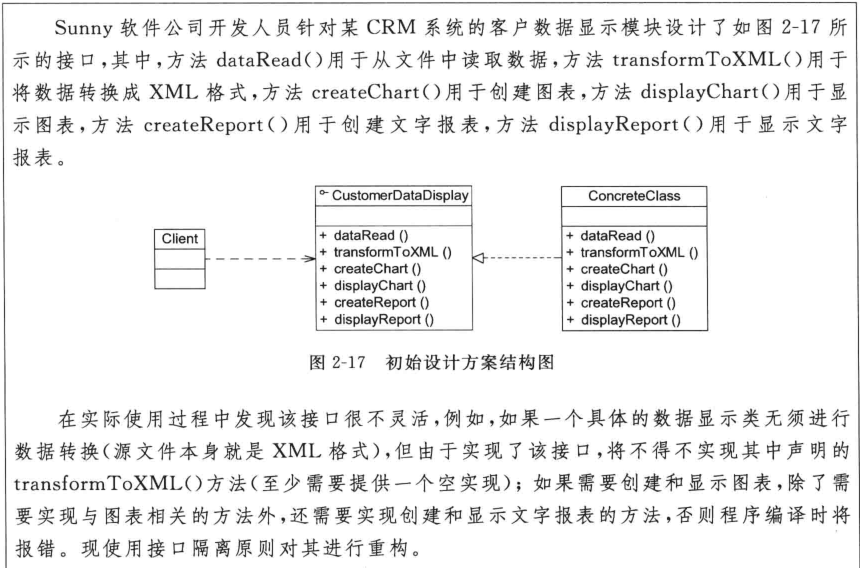 Sunny 软件公司开发人员针对某 CRM 系统的客户数据显示模块设计了如图 2-17 所
示的接口,其中,方法 dataRead()用于从文件中读取数据,方法 transformToXML()用于
将数据转换成 XML 格式,方法 createChart()用于创建图表,方法 displayChart()用于显
示图表,方法 createReport()用于创建文字报表,方法 displayReport()用于显示文字
报表。
Client
CustomerDataDisplay
+ dataRead ()
+ transformToXML ()
+ createChart ()
+ displayChart ()
+ createReport ()
+ displayReport ()
ConcreteClass
+ dataRead ()
+ transformToXML ()
+ createChart ()
+ displayChart ()
+ createReport ()
+ displayReport ()
图 2-17 初始设计方案结构图
在实际使用过程中发现该接口很不灵活,例如,如果一个具体的数据显示类无须进行
数据转换(源文件本身就是 XML 格式),但由于实现了该接口,将不得不实现其中声明的
transformToXML()方法(至少需要提供一个空实现);如果需要创建和显示图表,除了需
要实现与图表相关的方法外,还需要实现创建和显示文字报表的方法,否则程序编译时将
报错。现使用接口隔离原则对其进行重构。